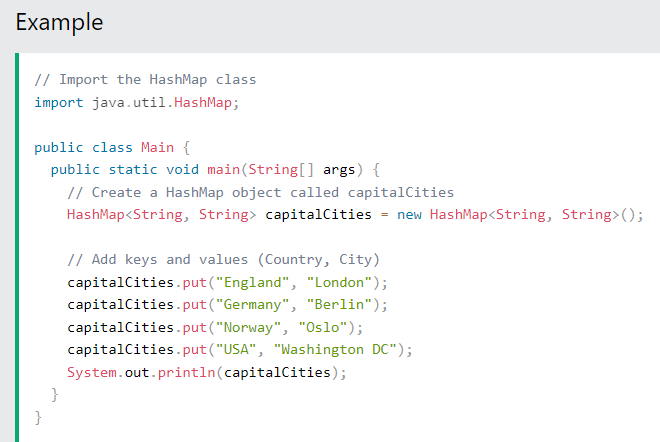 Example
// Import the HashMap class
import java.util.HashMap;
public class Main {
  public static void main(String[] args) {
    // Create a HashMap object called capitalCities
    HashMap<String, String> capitalCities = new HashMap<String, String>();
    // Add keys and values (Country, City)
    capitalCities.put("England", "London");
    capitalCities.put("Germany", "Berlin");
    capitalCities.put("Norway", "Oslo");
    capitalCities.put("USA", "Washington DC");
    System.out.println(capitalCities);
  }
}